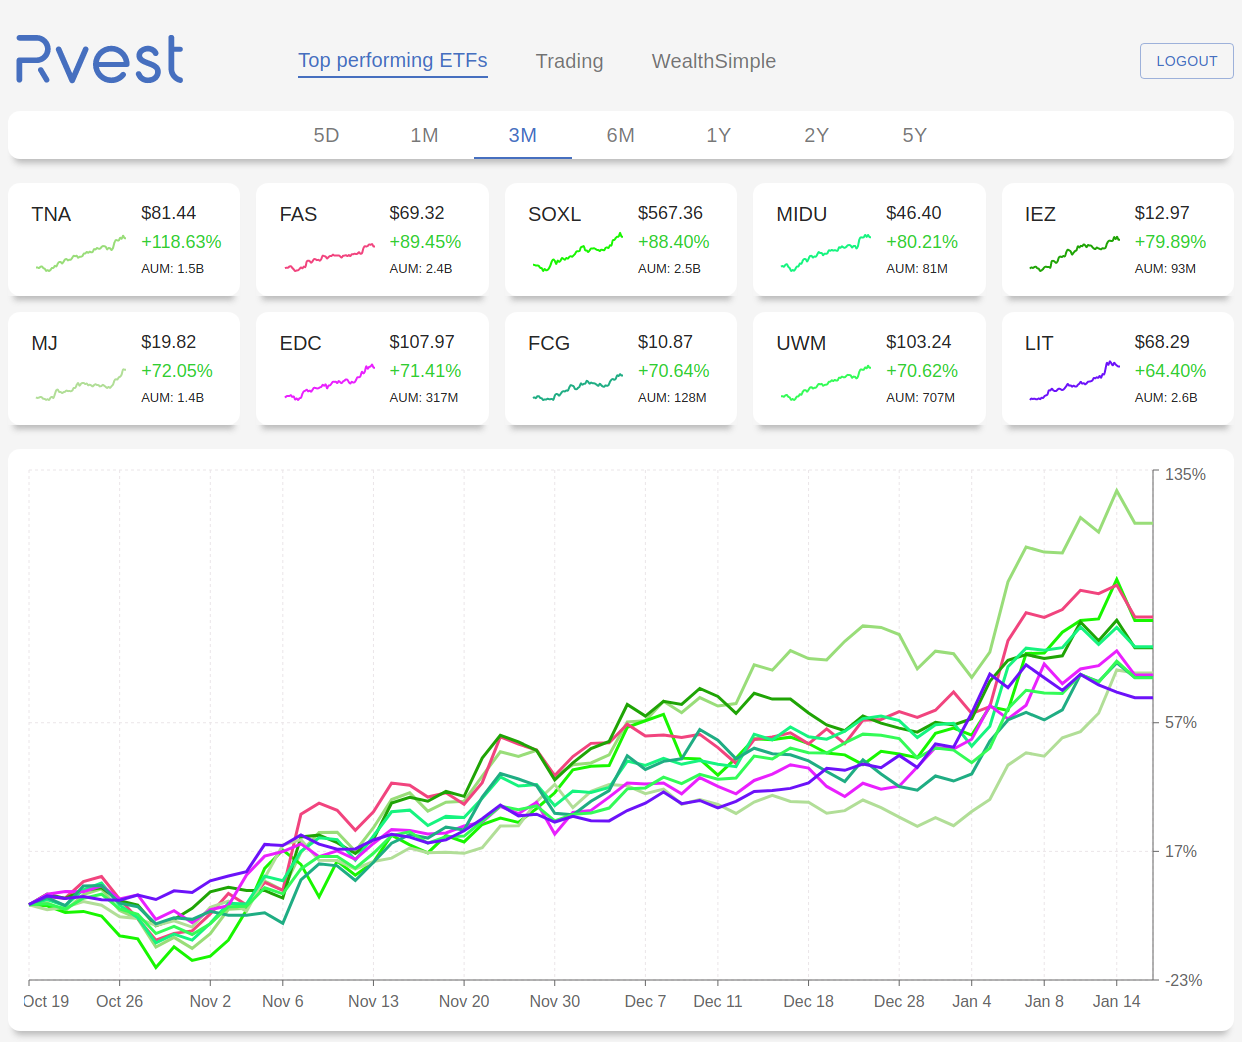 Rvest
Top performing ETFs Trading WealthSimple LOGOUT
5D 1M 3M 6M 1Y 2Y 5Y
TNA $81.44 +118.63% AUM: 1.5B
FAS $69.32 +89.45% AUM: 2.4B
SOXL $567.36 +88.40% AUM: 2.5B
MIDU $46.40 +80.21% AUM: 81M
IEZ $12.97 +79.89% AUM: 93M
MJ $19.82 +72.05% AUM: 1.4B
EDC $107.97 +71.41% AUM: 317M
FCG $10.87 +70.64% AUM: 128M
UWM $103.24 +70.62% AUM: 707M
LIT $68.29 +64.40% AUM: 2.6B
135%
57%
17%
-23%
Oct 19 Oct 26 Nov 2 Nov 6 Nov 13 Nov 20 Nov 30 Dec 7 Dec 11 Dec 18 Dec 28 Jan 4 Jan 8 Jan 14